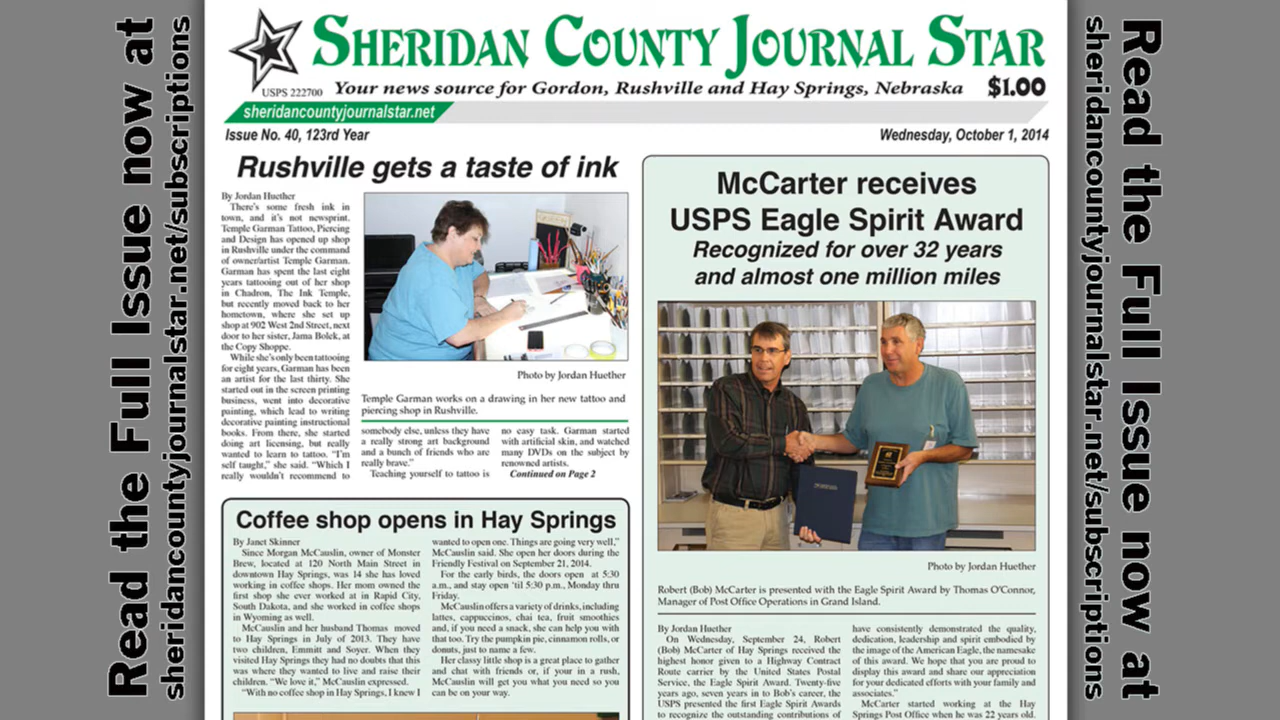 Read the Full Issue now at
sheridancountyjournalstar.net/subscriptions
SHERIDAN COUNTY JOURNAL STAR
USPS 222700
Your news source for Gordon, Rushville and Hay Springs, Nebraska
$1.00
sheridancountyjournalstar.net
Issue No. 40, 123rd Year
Wednesday, October 1, 2014
Rushville gets a taste of ink
By Jordan Huether
There's some fresh ink in
town, and it's not newsprint.
Temple Garman Tattoo, Piercing
and Design has opened up shop
in Rushville under the command
of owner/artist Temple Garman.
Garman has spent the last eight
years tattooing out of her shop
in Chadron, The Ink Temple,
but recently moved back to her
hometown, where she set up
shop at 902 West 2nd Street, next
door to her sister, Jama Bolek, at
the Copy Shoppe.
While she's only been tattooing
for eight years, Garman has been
an artist for the last thirty. She
started out in the screen printing
business, went into decorative
painting, which lead to writing
decorative painting instructional
books. From there, she started
doing art licensing, but really
wanted to learn to tattoo. "I'm
self taught," she said. "Which I
really wouldn't recommend to
Photo by Jordan Huether
Temple Garman works on a drawing in her new tattoo and
piercing shop in Rushville.
somebody else, unless they have
a really strong art background
and a bunch of friends who are
really brave."
Teaching yourself to tattoo is
no easy task. Garman started
with artificial skin, and watched
many DVDs on the subject by
renowned artists.
Continued on Page 2
Coffee shop opens in Hay Springs
By Janet Skinner
Since Morgan McCauslin, owner of Monster
Brew, located at 120 North Main Street in
downtown Hay Springs, was 14 she has loved
working in coffee shops. Her mom owned the
first shop she ever worked at in Rapid City,
South Dakota, and she worked in coffee shops
in Wyoming as well.
McCauslin and her husband Thomas moved
to Hay Springs in July of 2013. They have
two children, Emmitt and Soyer. When they
visited Hay Springs they had no doubts that this
was where they wanted to live and raise their
children. "We love it," McCauslin expressed.
"With no coffee shop in Hay Springs, I knew I
wanted to open one. Things are going very well,"
McCauslin said. She open her doors during the
Friendly Festival on September 21, 2014.
For the early birds, the doors open at 5:30
a.m., and stay open 'til 5:30 p.m., Monday thru
Friday.
McCauslin offers a variety of drinks, including
lattes, cappuccinos, chai tea, fruit smoothies
and, if you need a snack, she can help you with
that too. Try the pumpkin pie, cinnamon rolls, or
donuts, just to name a few.
Her classy little shop is a great place to gather
and chat with friends or, if your in a rush,
McCauslin will get you what you need so you
can be on your way.
McCarter receives
USPS Eagle Spirit Award
Recognized for over 32 years
and almost one million miles
Photo by Jordan Huether
Robert (Bob) McCarter is presented with the Eagle Spirit Award by Thomas O'Connor,
Manager of Post Office Operations in Grand Island.
By Jordan Huether
On Wednesday, September 24, Robert
(Bob) McCarter of Hay Springs received the
highest honor given to a Highway Contract
Route carrier by the United States Postal
Service, the Eagle Spirit Award. Twenty-five
years ago, seven years in to Bob's career, the
USPS presented the first Eagle Spirit Awards
to recognize the outstanding contributions of
have consistently demonstrated the quality,
dedication, leadership and spirit embodied by
the image of the American Eagle, the namesake
of this award. We hope that you are proud to
display this award and share our appreciation
for your dedicated efforts with your family and
associates."
McCarter started working at the Hay
Springs Post Office when he was 22 years old.
Read the Full Issue now at
sheridancountyjournalstar.net/subscriptions